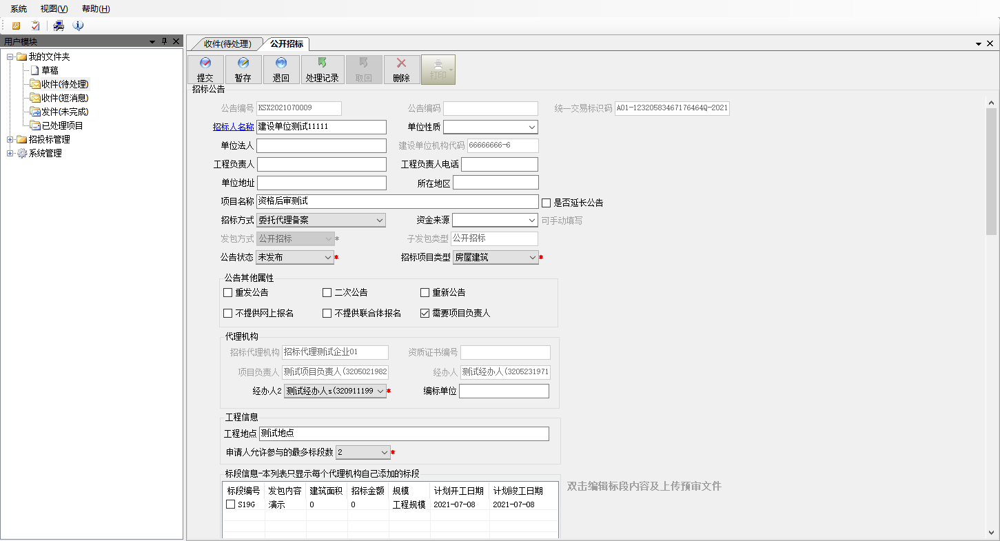 系统 视图(V) 帮助(H)
用户模块
我的文件夹
草稿
收件(待处理)
收件(短消息)
发件(未完成)
已处理项目
招投标管理
系统管理
收件(待处理) 公开招标
提交 暂存 退回 处理记录 取回 删除 打印
招标公告
公告编号 KSX2021070009 公告编码 统一交易标识码 A01-12320583467176464Q-2021
招标人名称 建设单位测试11111 单位性质
单位法人 建设单位机构代码 66666666-6
工程负责人 工程负责人电话
单位地址 所在地区
项目名称 资格后审测试 是否延长公告
招标方式 委托代理备案 资金来源 可手动填写
发包方式 公开招标 * 子发包类型 公开招标
公告状态 未发布 * 招标项目类型 房屋建筑 *
公告其他属性
重发公告 二次公告 重新公告
不提供网上报名 不提供联合体报名 需要项目负责人
代理机构
招标代理机构 招标代理测试企业01 资质证书编号
项目负责人 测试项目负责人(3205021982 经办人 测试经办人(3205231971
经办人2 测试经办人s(320911199 * 编标单位
工程信息
工程地点 测试地点
申请人允许参与的最多标段数 2 *
标段信息-本列表只显示每个代理机构自己添加的标段
标段编号 发包内容 建筑面积 招标金额 规模 计划开工日期 计划竣工日期 双击编辑标段内容及上传预审文件
S19G 演示 0 0 工程规模 2021-07-08 2021-07-08